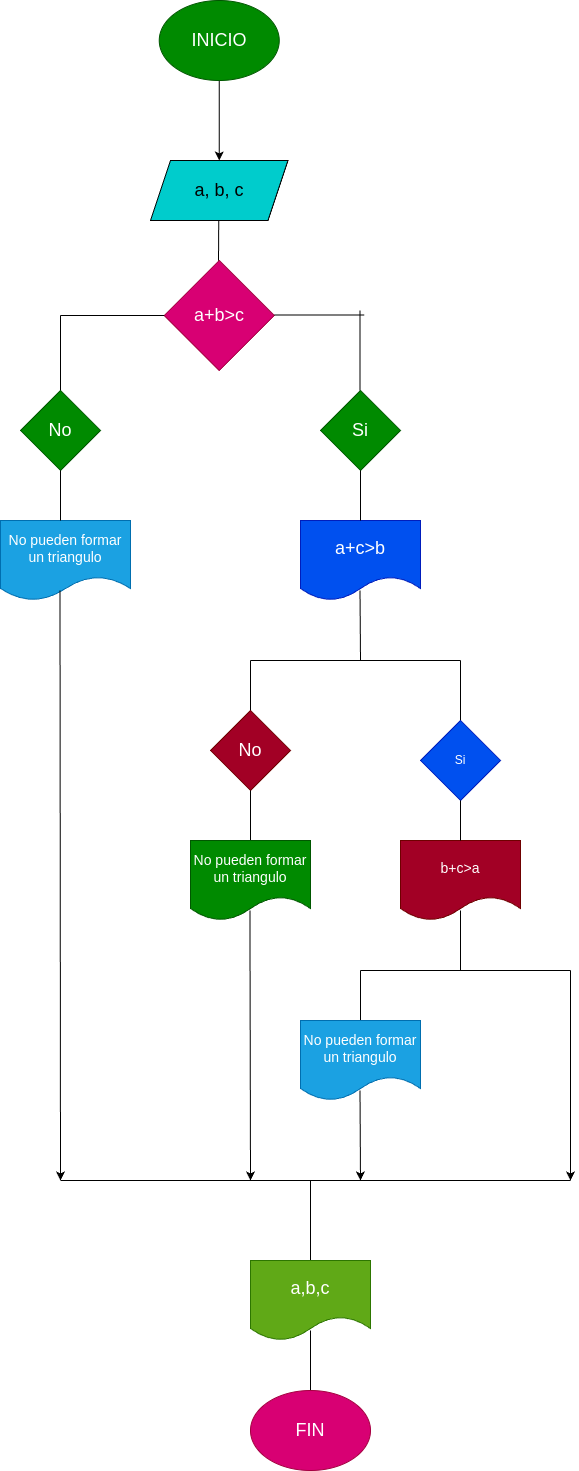 INICIO
a, b, c
a+b>c
No
Si
No pueden formar
un triangulo
a+c>b
No
Si
No pueden formar
un triangulo
b+c>a
No pueden formar
un triangulo
a,b,c
FIN